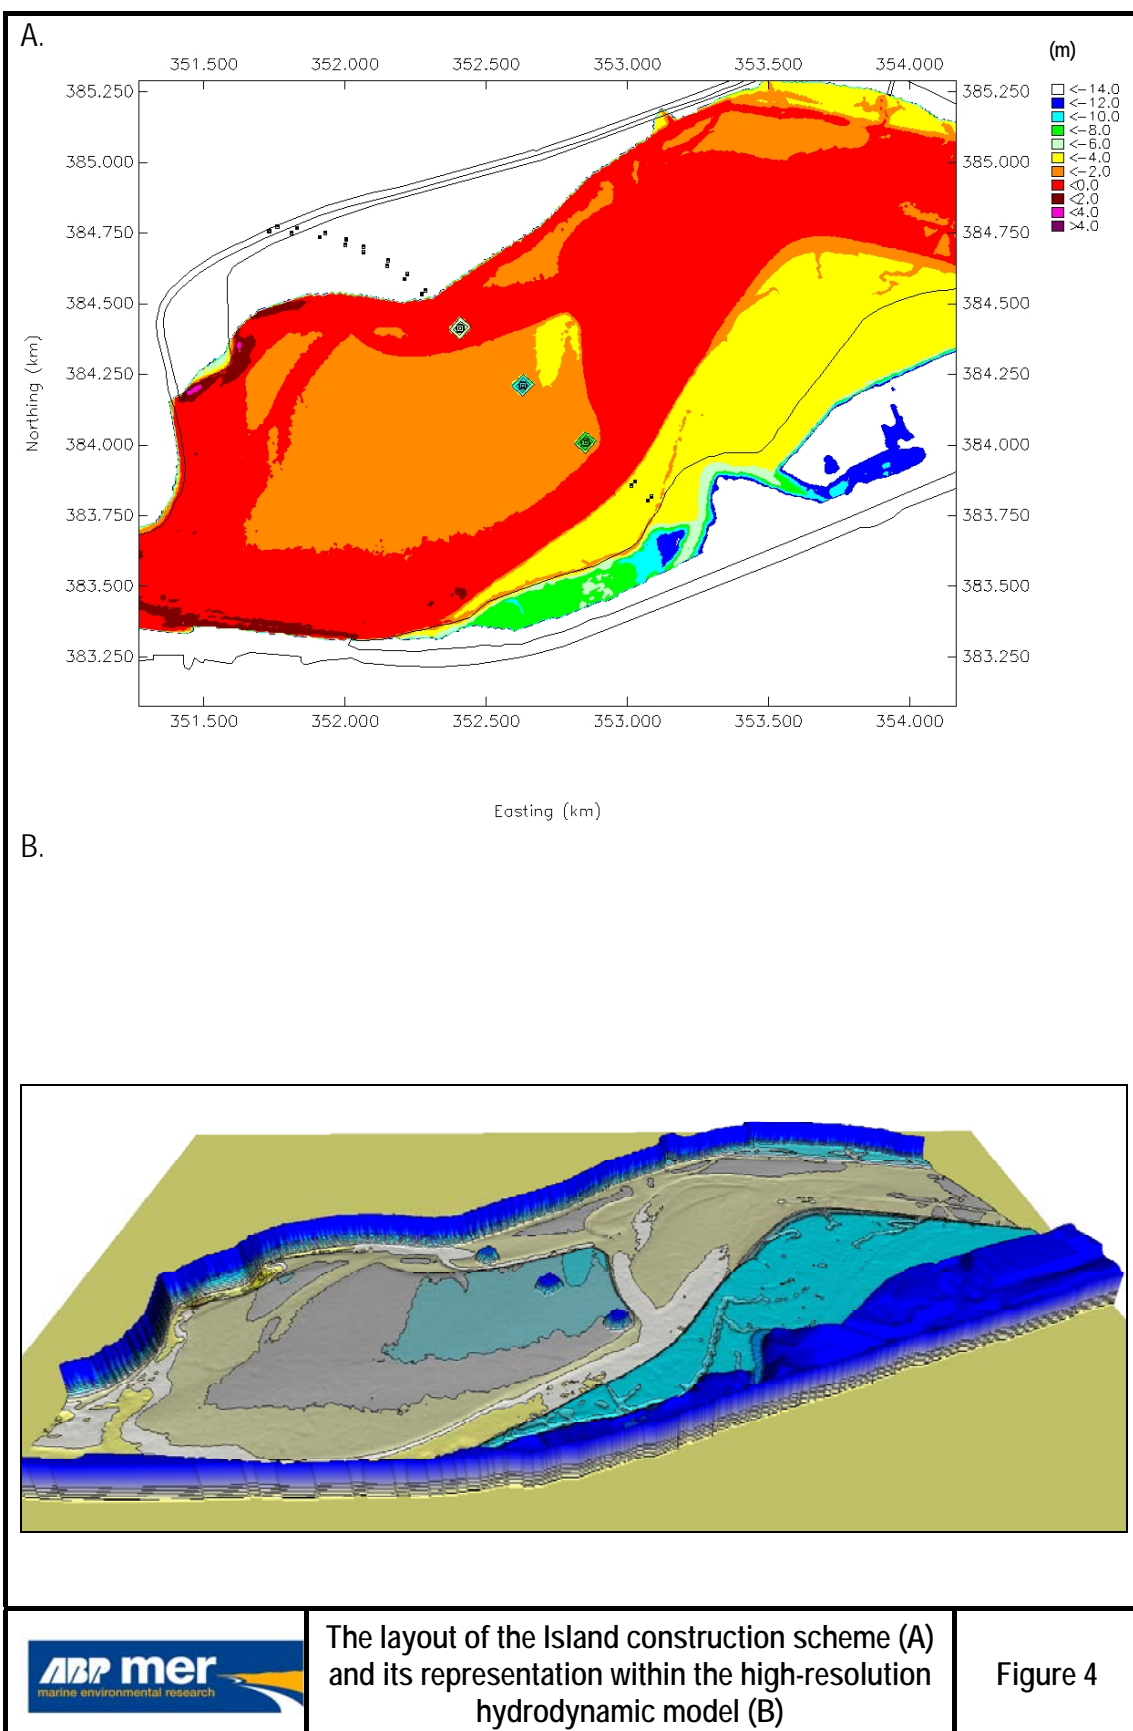 A.
(m)
351.500 352.000 352.500 353.000 353.500 354.000
385.250 385.250
385.000 385.000
384.750 384.750
384.500 384.500
384.250 384.250
384.000 384.000
383.750 383.750
383.500 383.500
383.250 383.250
Northing (km)
<-14.0
<-12.0
<-10.0
<-8.0
<-6.0
<-4.0
<-2.0
<0.0
<2.0
<4.0
>4.0
351.500 352.000 352.500 353.000 353.500 354.000
Easting (km)
B.
ABP mer
marine environmental research
The layout of the Island construction scheme (A)
and its representation within the high-resolution
hydrodynamic model (B)
Figure 4